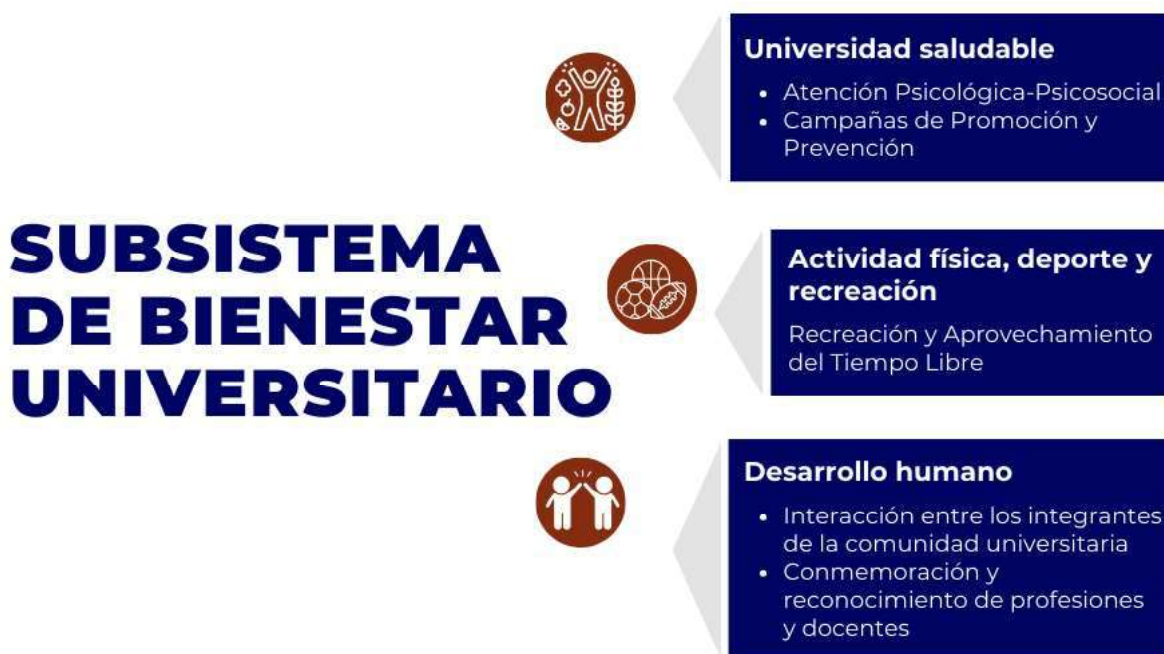 SUBSISTEMA
DE BIENESTAR
UNIVERSITARIO
Universidad saludable
• Atención Psicológica-Psicosocial
• Campañas de Promoción y
Prevención
Actividad física, deporte y
recreación
Recreación y Aprovechamiento
del Tiempo Libre
Desarrollo humano
• Interacción entre los integrantes
de la comunidad universitaria
• Conmemoración y
reconocimiento de profesiones
y docentes